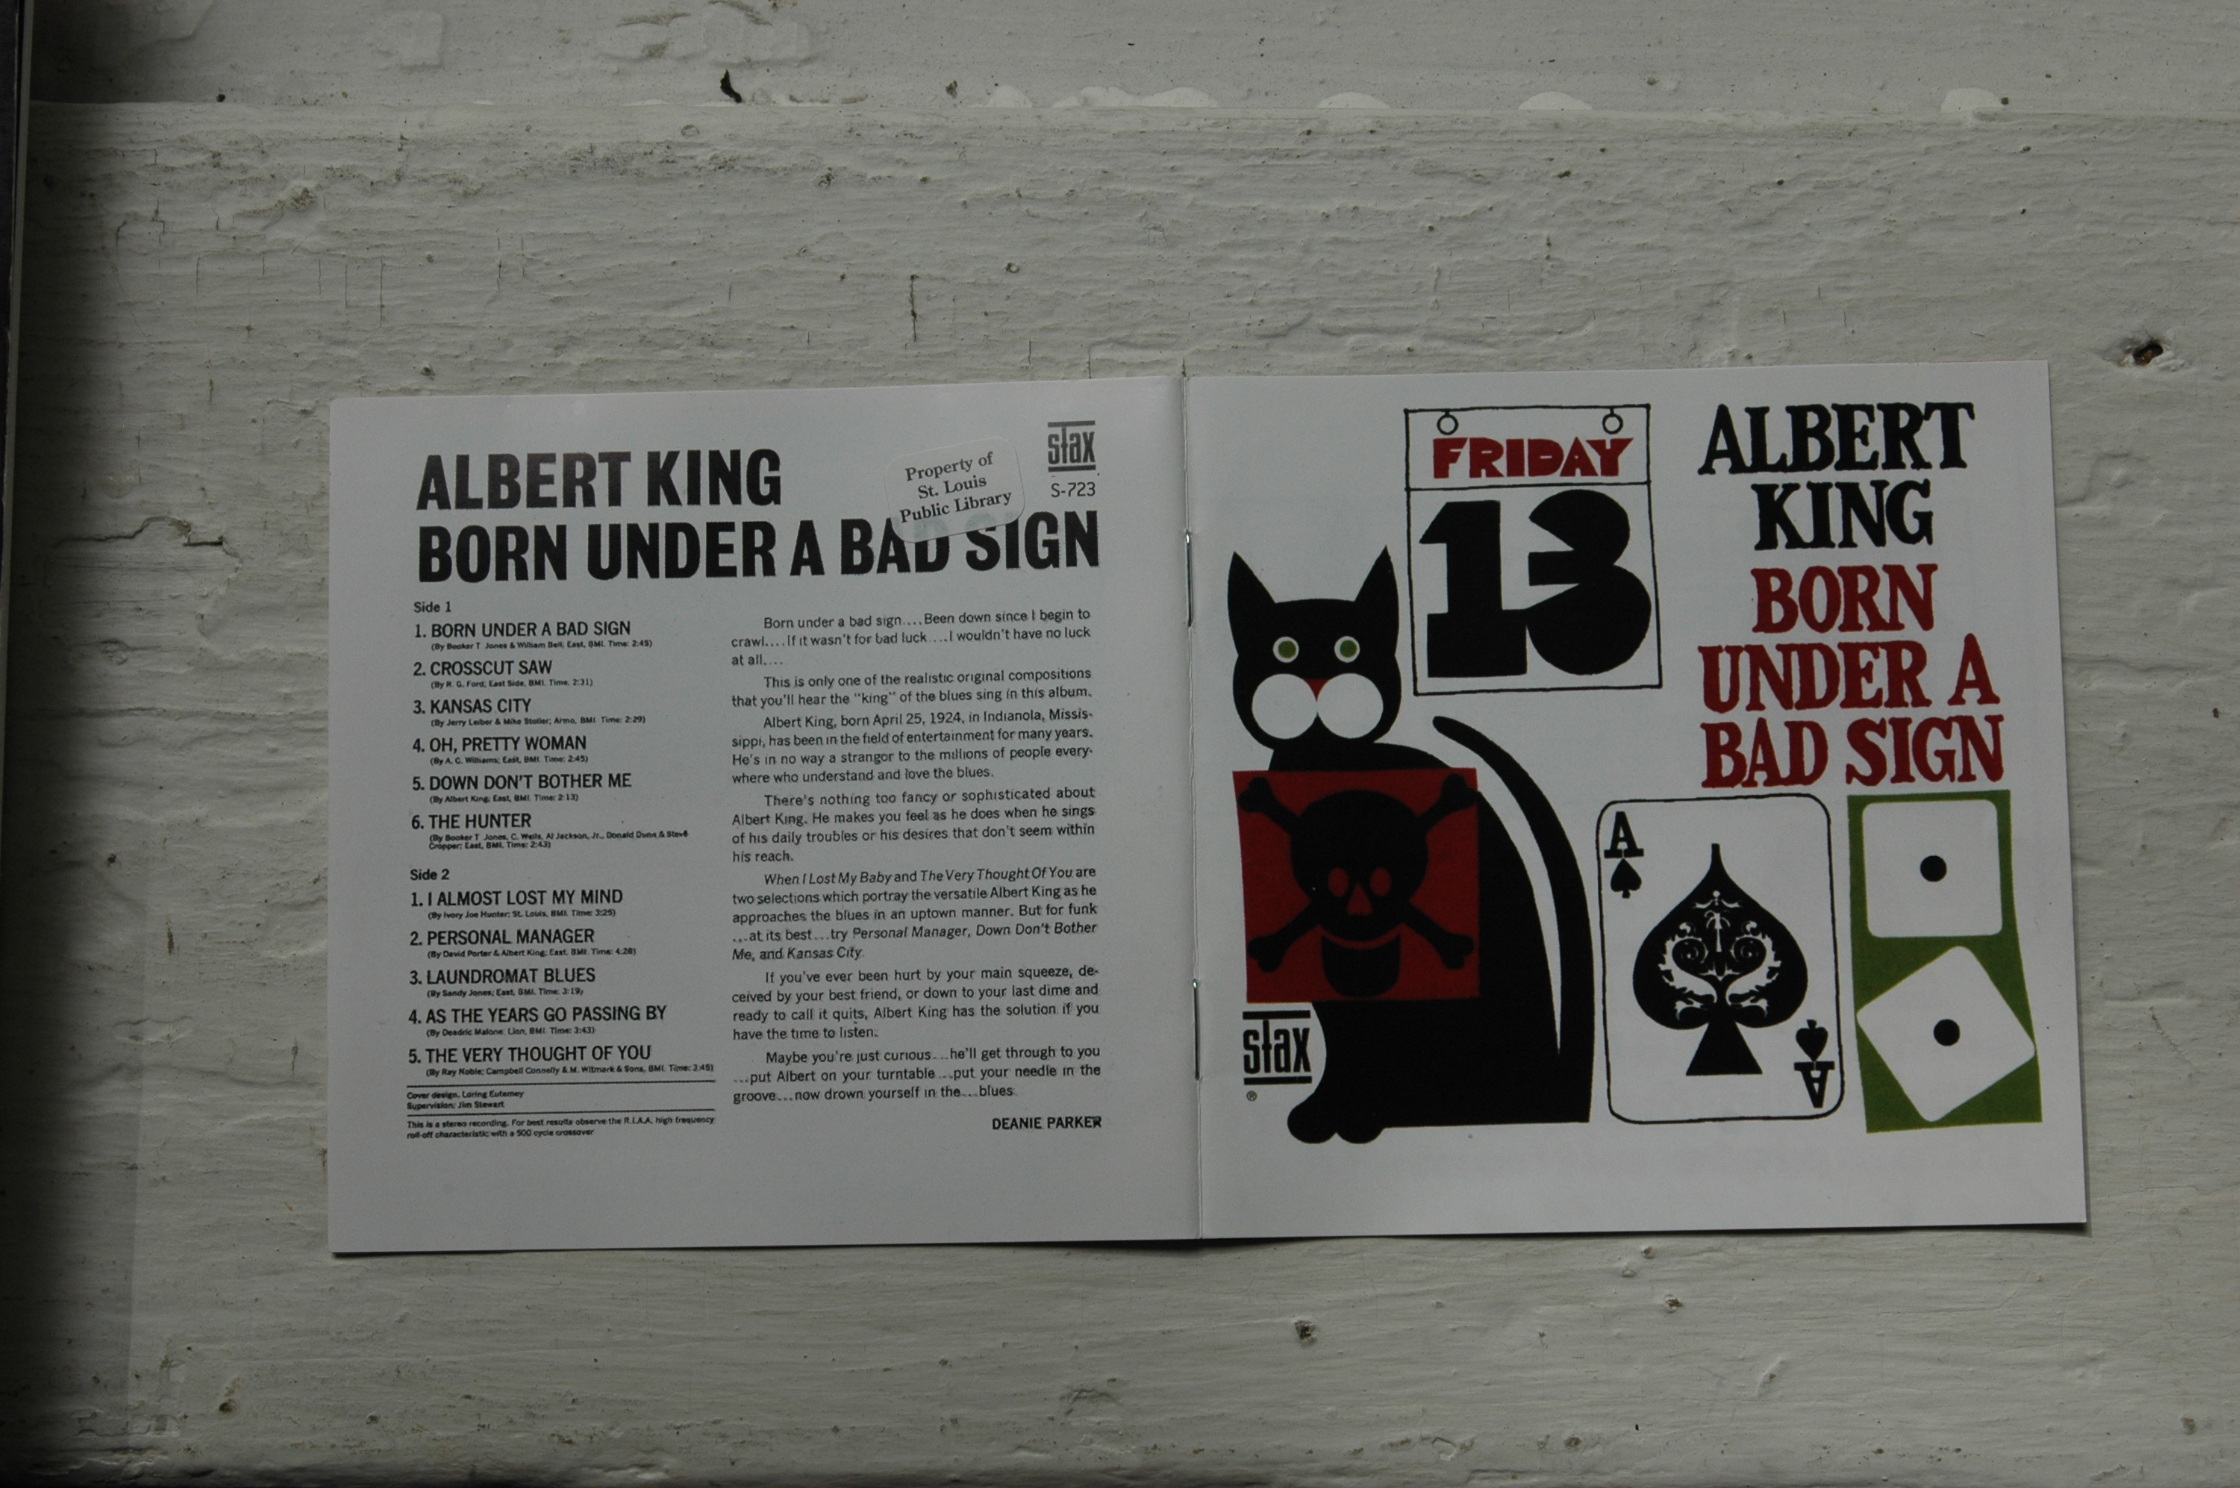 ALBERT KING
BORN UNDER A BAD SIGN
Property of
St. Louis
Public Library
stax
S-723
Side 1
1. BORN UNDER A BAD SIGN
(By Booker T Jones & William Bell; East, BMI. Time: 2:45)
2. CROSSCUT SAW
(By R. G. Ford; East Side, BMI. Time. 2:31)
3. KANSAS CITY
(By Jerry Leiber & Mike Stoller; Armo, BMI. Time: 2:29)
4. OH, PRETTY WOMAN
(By A. C. Williams; East, BMI. Time: 2:45)
5. DOWN DON'T BOTHER ME
(By Albert King; East, BMI. Time: 2:13)
6. THE HUNTER
(By Booker T Jones, C. Wells, Al Jackson, Jr., Donald Dunn & Steve
Cropper; East, BMI. Time: 2:43)
Side 2
1. I ALMOST LOST MY MIND
(By Ivory Joe Hunter; St. Louis, BMI. Time: 3:25)
2. PERSONAL MANAGER
(By David Porter & Albert King; East, BMI. Time: 4:28)
3. LAUNDROMAT BLUES
(By Sandy Jones; East, BMI. Time: 3:19)
4. AS THE YEARS GO PASSING BY
(By Deadric Malone; Lion, BMI. Time: 3:43)
5. THE VERY THOUGHT OF YOU
(By Ray Noble; Campbell Connelly & M. Witmark & Sons, BMI. Time: 3:45)
Cover design, Loring Eutemey
Supervision: Jim Stewart
This is a stereo recording. For best results observe the R.I.A.A. high frequency
roll-off characteristic with a 500 cycle crossover
Born under a bad sign....Been down since I begin to
crawl....If it wasn't for bad luck....I wouldn't have no luck
at all....
This is only one of the realistic original compositions
that you'll hear the "king" of the blues sing in this album.
Albert King, born April 25, 1924, in Indianola, Missis-
sippi, has been in the field of entertainment for many years.
He's in no way a strangor to the millions of people every-
where who understand and love the blues.
There's nothing too fancy or sophisticated about
Albert King. He makes you feel as he does when he sings
of his daily troubles or his desires that don't seem within
his reach.
When I Lost My Baby and The Very Thought Of You are
two selections which portray the versatile Albert King as he
approaches the blues in an uptown manner. But for funk
...at its best...try Personal Manager, Down Don't Bother
Me, and Kansas City.
If you've ever been hurt by your main squeeze, de-
ceived by your best friend, or down to your last dime and
ready to call it quits, Albert King has the solution if you
have the time to listen.
Maybe you're just curious...he'll get through to you
...put Albert on your turntable...put your needle in the
groove...now drown yourself in the...blues.
DEANIE PARKER
FRIDAY
13
ALBERT
KING
BORN
UNDER A
BAD SIGN
A
A
stax
®